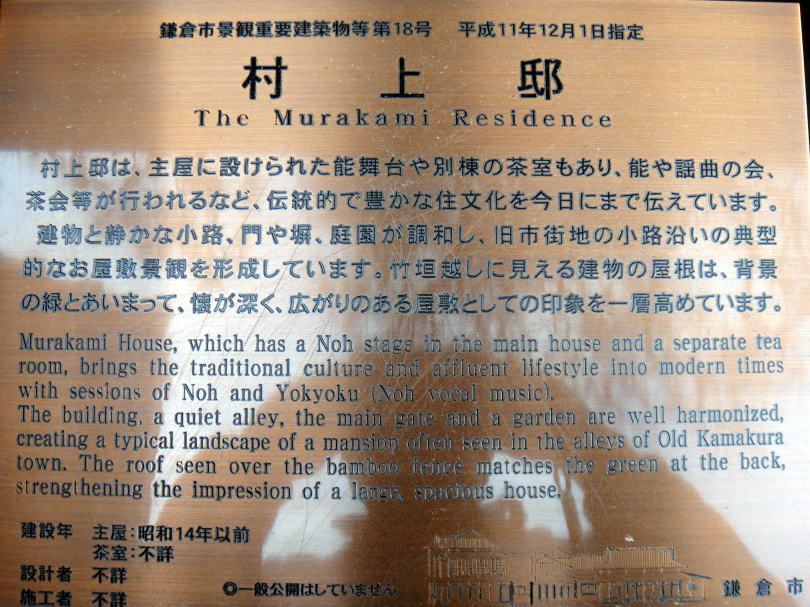 鎌倉市景観重要建築物等第18号　平成11年12月1日指定
村上邸
The Murakami Residence
村上邸は、主屋に設けられた能舞台や別棟の茶室もあり、能や謡曲の会、
茶会等が行われるなど、伝統的で豊かな住文化を今日にまで伝えています。
建物と静かな小路、門や塀、庭園が調和し、旧市街地の小路沿いの典型
的なお屋敷景観を形成しています。竹垣越しに見える建物の屋根は、背景
の緑とあいまって、懐が深く、広がりのある屋敷としての印象を一層高めています。
Murakami House, which has a Noh stage in the main house and a separate tea
room, brings the traditional culture and affluent lifestyle into modern times
with sessions of Noh and Yokyoku (Noh vocal music).
The building, a quiet alley, the main gate and a garden are well harmonized,
creating a typical landscape of a mansion often seen in the alleys of Old Kamakura
town. The roof seen over the bamboo fence matches the green at the back,
strengthening the impression of a large, spacious house.
建設年　主屋：昭和14年以前
茶室：不詳
設計者　不詳
施工者　不詳
◎一般公開はしていません
鎌倉市